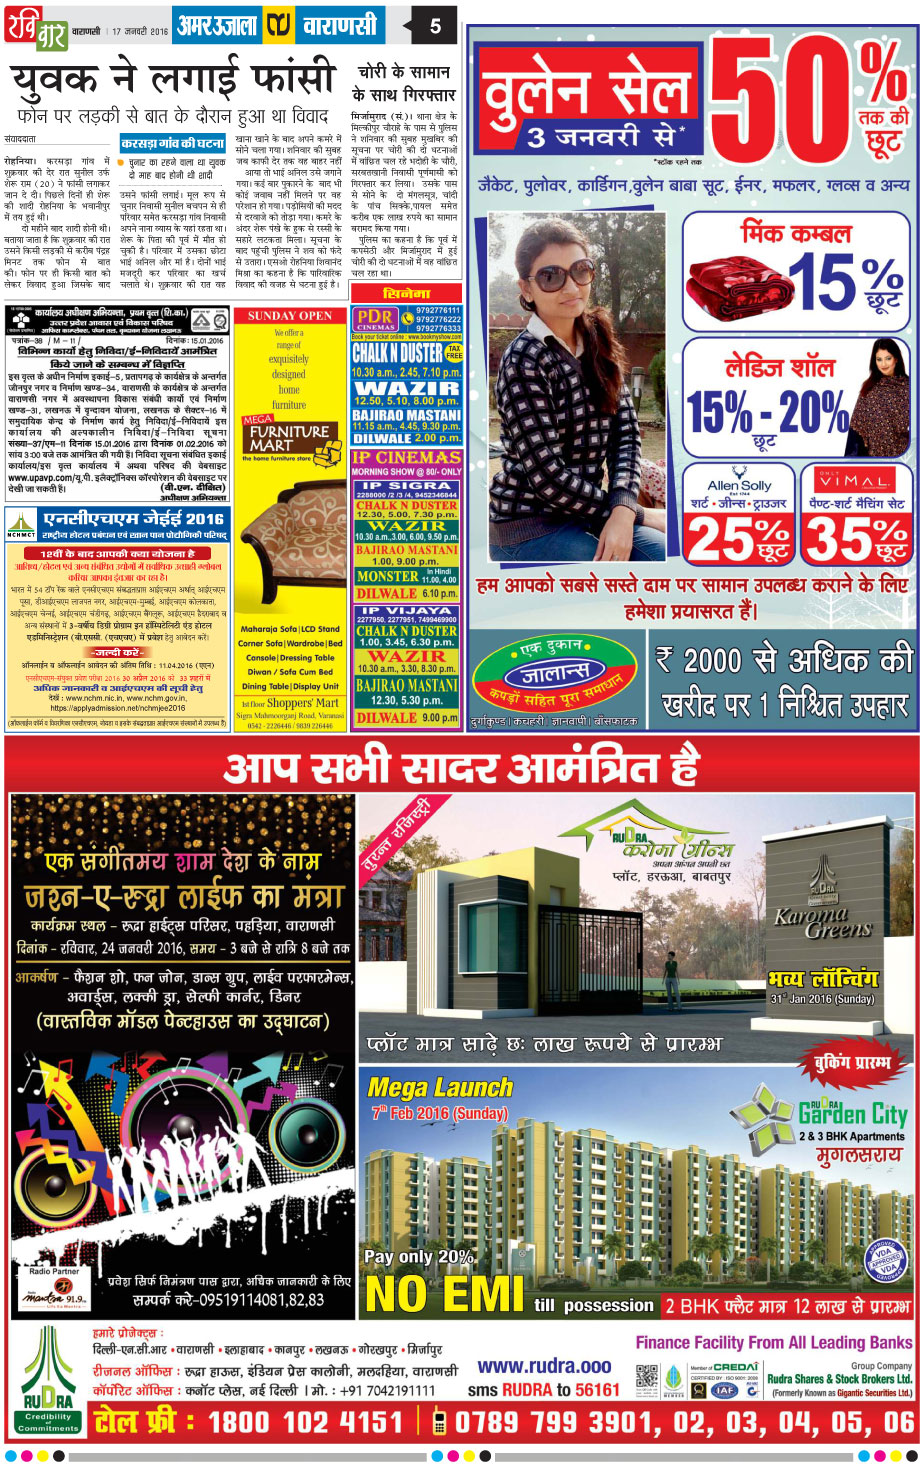 रविवार
वाराणसी | 17 जनवरी 2016
अमर उजाला
वाराणसी
5
युवक ने लगाई फांसी
फोन पर लड़की से बात के दौरान हुआ था विवाद
संवाददाता
रोहनिया। करसड़ा गांव में
शुक्रवार की देर रात सुनील उर्फ
शेरू राम (20) ने फांसी लगाकर
जान दे दी। पिछले दिनों ही शेरू
की शादी रोहनिया के भवानीपुर
में तय हुई थी।
दो महीने बाद शादी होनी थी।
बताया जाता है कि शुक्रवार की रात
उसने किसी लड़की से करीब पंद्रह
मिनट तक फोन से बात
की। फोन पर ही किसी बात को
लेकर विवाद हुआ जिसके बाद
करसड़ा गांव की घटना
चुनार का रहने वाला था युवक
दो माह बाद होनी थी शादी
उसने फांसी लगाई। मूल रूप से
चुनार निवासी सुनील बचपन से ही
परिवार समेत करसड़ा गांव निवासी
अपने नाना ब्यास के यहां रहता था।
शेरू के पिता की पूर्व में मौत हो
चुकी है। परिवार में उसका छोटा
भाई अनिल और मां है। दोनों भाई
मजदूरी कर परिवार का खर्च
चलाते थे। शुक्रवार की रात वह
खाना खाने के बाद अपने कमरे में
सोने चला गया। शनिवार की सुबह
जब काफी देर तक वह बाहर नहीं
आया तो भाई अनिल उसे जगाने
गया। कई बार पुकारने के बाद भी
कोई जवाब नहीं मिलने पर वह
परेशान हो गया। पड़ोसियों की मदद
से दरवाजे को तोड़ा गया। कमरे के
अंदर शेरू पंखे के हुक से रस्सी के
सहारे लटकता मिला। सूचना के
बाद पहुंची पुलिस ने शव को फंदे
से उतारा। एसओ रोहनिया शिवानंद
मिश्रा का कहना है कि पारिवारिक
विवाद की वजह से घटना हुई है।
चोरी के सामान
के साथ गिरफ्तार
मिर्जामुराद (सं.)। थाना क्षेत्र के
मिल्कीपुर चौराहे के पास से पुलिस
ने शनिवार की सुबह मुखबिर की
सूचना पर चोरी की दो घटनाओं
में वांछित चल रहे भदोही के चोरी,
सरबतखानी निवासी पूर्णमासी को
गिरफ्तार कर लिया। उसके पास
से सोने के दो मंगलसूत्र, चांदी
के पांच सिक्के,पायल समेत
करीब एक लाख रुपये का सामान
बरामद किया गया।
पुलिस का कहना है कि पूर्व में
कपसेठी और मिर्जामुराद में हुई
चोरी की दो घटनाओं में वह वांछित
चल रहा था।
कार्यालय अधीक्षण अभियन्ता, प्रथम वृत्त (शि.का.)
उत्तर प्रदेश आवास एवं विकास परिषद
आफिस काम्प्लेक्स, फेमस तल, वृन्दावन योजना लखनऊ
पत्रांक-38 / M – 11 / दिनांक: 15.01.2016
विभिन्न कार्यो हेतु निविदा/ई-निविदायें आमंत्रित
किये जाने के सम्बन्ध में विज्ञप्ति
इस वृत्त के अधीन निर्माण इकाई-5, प्रतापगढ़ के कार्यक्षेत्र के अन्तर्गत
जौनपुर नगर व निर्माण खण्ड-34, वाराणसी के कार्यक्षेत्र के अन्तर्गत
वाराणसी नगर में अवस्थापना विकास संबंधी कार्यो एवं निर्माण
खण्ड-31, लखनऊ में वृन्दावन योजना, लखनऊ के सैक्टर-16 में
समुदायिक केन्द्र के निर्माण कार्य हेतु निविदा/ई-निविदायें इस
कार्यालय की अल्पकालीन निविदा/ई-निविदा सूचना
संख्या-37/एम-11 दिनांक 15.01.2016 द्वारा दिनांक 01.02.2016 को
सांय 3:00 बजे तक आमंत्रित की गयी हैं। निविदा सूचना संबंधित इकाई
कार्यालय/इस वृत्त कार्यालय में अथवा परिषद की वेबसाइट
www.upavp.com/यू.पी. इलेक्ट्रॉनिक्स कॉरपोरेशन की वेबसाइट पर
देखी जा सकती हैं।
(वी.एन. दीक्षित)
अधीक्षण अभियन्ता
NCHMCT
एनसीएचएम जेईई 2016
राष्ट्रीय होटल प्रबंधन एवं खान पान प्रौद्योगिकी परिषद्
12वीं के बाद आपकी क्या योजना है
आतिथ्य/होटल एवं अन्य संबंधित उद्योगों में सर्वाधिक उत्साही ग्लोबल
करियर आपका इंतजार कर रहा है।
भारत में 54 टॉप रैंक वाले एनसीएचएम संबद्धताप्राप्त आईएचएम अर्थात् आईएचएम
पूसा, डीआईएचएम लाजपत नगर, आईएचएम-मुम्बई, आईएचएम कोलकाता,
आईएचएम चेन्नई, आईएचएम चंडीगढ़, आईएचएम बैंगलूरू, आईएचएम हैदराबाद व
अन्य संस्थानों में 3-वर्षीय डिग्री प्रोग्राम इन हॉस्पिटेलिटी एंड होटल
एडमिनिस्ट्रेशन (बी.एससी. (एचएचए) में प्रवेश हेतु आवेदन करें।
-जल्दी करें-
ऑनलाईन व ऑफलाईन आवेदन की अंतिम तिथि : 11.04.2016 (एएन)
एनसीएचएम-संयुक्त प्रवेश परीक्षा 2016 30 अप्रैल 2016 को 33 शहरों में
अधिक जानकारी व आईएचएम की सूची हेतु
देखें : www.nchm.nic.in, www.nchm.gov.in,
https://applyadmission.net/nchmjee2016
SUNDAY OPEN
We offer a
range of
exquisitely
designed
home
furniture
MEGA
FURNITURE
MART
the home furniture store
Maharaja Sofa|LCD Stand
Corner Sofa|Wardrobe|Bed
Console|Dressing Table
Diwan / Sofa Cum Bed
Dining Table|Display Unit
1st floor Shoppers' Mart
Sigra Mahmoorganj Road, Varanasi
0542 - 2226446 / 9839 226446
सिनेमा
PDR
CINEMAS
9792776111
9792776222
9792776333
Book your ticket online : www.bookmyshow.com
CHALK N DUSTER TAX FREE
10.30 a.m., 2.45, 7.10 p.m.
WAZIR
12.50, 5.10, 8.00 p.m.
BAJIRAO MASTANI
11.15 a.m., 4.45, 9.30 p.m.
DILWALE 2.00 p.m.
IP CINEMAS
MORNING SHOW @ 80/- ONLY
IP SIGRA
2288000 /2 /3 /4, 9452346844
CHALK N DUSTER
12.30, 5.00, 7.30 p.m.
WAZIR
10.30 a.m.,3.00, 6.00, 9.50 p.m.
BAJIRAO MASTANI
1.00, 9.00 p.m.
MONSTER In Hindi 11.00, 4.00
DILWALE 6.10 p.m.
IP VIJAYA
2277950, 2277951, 7499469900
CHALK N DUSTER
1.00, 3.45, 6.30 p.m.
WAZIR
10.30 a.m., 3.30, 8.30 p.m.
BAJIRAO MASTANI
12.30, 5.30 p.m.
DILWALE 9.00 p.m
वुलेन सेल
3 जनवरी से*
*स्टॉक रहने तक
50%
तक की
छूट
जैकेट, पुलोवर, कार्डिगन,वुलेन बाबा सूट, ईनर, मफलर, ग्लव्स व अन्य
मिंक कम्बल
15% छूट
लेडिज शॉल
15% - 20%
छूट
Allen Solly
Est 1744
शर्ट • जीन्स • ट्राउजर
25% छूट
ONLY
VIMAL
पैण्ट-शर्ट मैचिंग सेट
35% छूट
हम आपको सबसे सस्ते दाम पर सामान उपलब्ध कराने के लिए
हमेशा प्रयासरत हैं।
एक दुकान
जालान्स
कपड़ों सहित पूरा समाधान
दुर्गाकुण्ड | कचहरी | ज्ञानवापी | बाँसफाटक
₹ 2000 से अधिक की
खरीद पर 1 निश्चित उपहार
आप सभी सादर आमंत्रित है
एक संगीतमय शाम देश के नाम
जश्न-ए-रूद्रा लाईफ का मंत्रा
कार्यक्रम स्थल - रूद्रा हाईट्स परिसर, पहड़िया, वाराणसी
दिनांक - रविवार, 24 जनवरी 2016, समय - 3 बजे से रात्रि 8 बजे तक
आकर्षण - फैशन शो, फन जोन, डान्स ग्रुप, लाईव परफारमेन्स,
अवार्ड्स, लक्की ड्रा, सेल्फी कार्नर, डिनर
(वास्तविक मॉडल पेन्टहाउस का उद्घाटन)
Radio Partner
Radio
मन्त्रा 91.9 FM
प्रवेश सिर्फ निमंत्रण पास द्वारा, अधिक जानकारी के लिए
सम्पर्क करे-09519114081,82,83
तुरन्त रजिस्ट्री
RUDRA
करोमा ग्रीन्स
अपना आंगन अपनी छत
प्लॉट, हरऊआ, बाबतपुर
RUDRA
Karoma
Greens
भव्य लॉन्चिंग
31st Jan 2016 (Sunday)
प्लॉट मात्र साढ़े छः लाख रूपये से प्रारम्भ
बुकिंग प्रारम्भ
Mega Launch
7th Feb 2016 (Sunday)
RUDRA
Garden City
2 & 3 BHK Apartments
मुगलसराय
VDA
APPROVED
Pay only 20%
NO EMI till possession
2 BHK फ्लैट मात्र 12 लाख से प्रारम्भ
RUDRA
Credibility of Commitments
हमारे प्रोजेक्ट्स :
दिल्ली-एन.सी.आर • वाराणसी • इलाहाबाद • कानपुर • लखनऊ • गोरखपुर • मिर्जापुर
रीजनल ऑफिस : रूद्रा हाऊस, इंडियन प्रेस कालोनी, मलदहिया, वाराणसी
कॉर्पोरेट ऑफिस : कनॉट प्लेस, नई दिल्ली | मो. : +91 7042191111
www.rudra.ooo
sms RUDRA to 56161
Finance Facility From All Leading Banks
Member of CREDAI
CERTIFIED BY : ISO 9001: 2008
IAF
Group Company
Rudra Shares & Stock Brokers Ltd.
(Formerly Known as Gigantic Securities Ltd.)
टोल फ्री : 1800 102 4151
0789 799 3901, 02, 03, 04, 05, 06